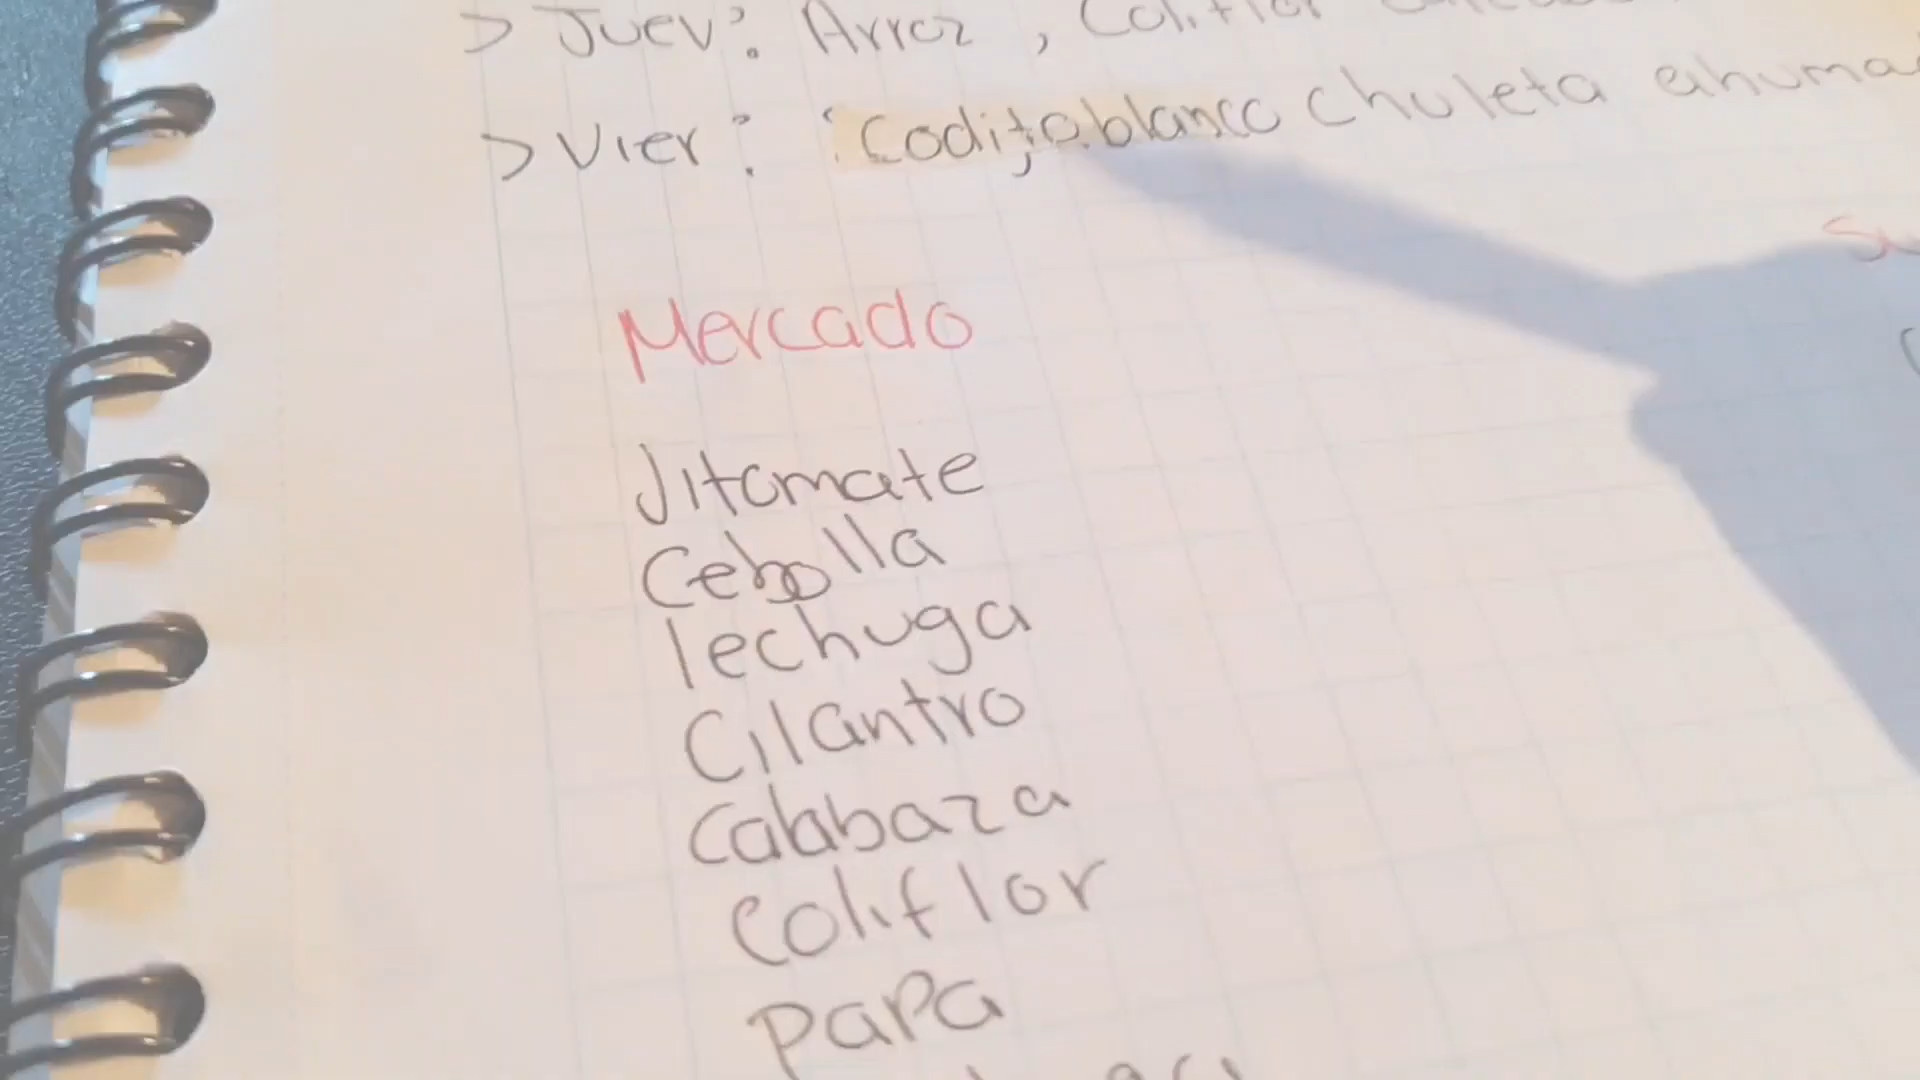 > Juev: Arroz, Coliflor
> Vier: Codito blanco chuleta ahuma
Mercado
Jitomate
Cebolla
lechuga
Cilantro
Calabaza
Coliflor
papa